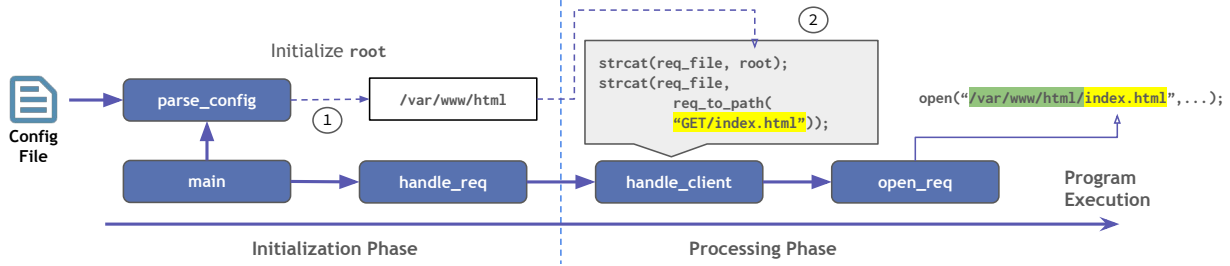 2
Initialize root
strcat(req_file, root);
strcat(req_file,
req_to_path(
“GET/index.html”));
Config
File
parse_config
1
/var/www/html
open(“/var/www/html/index.html”,...);
main
handle_req
handle_client
open_req
Program
Execution
Initialization Phase
Processing Phase